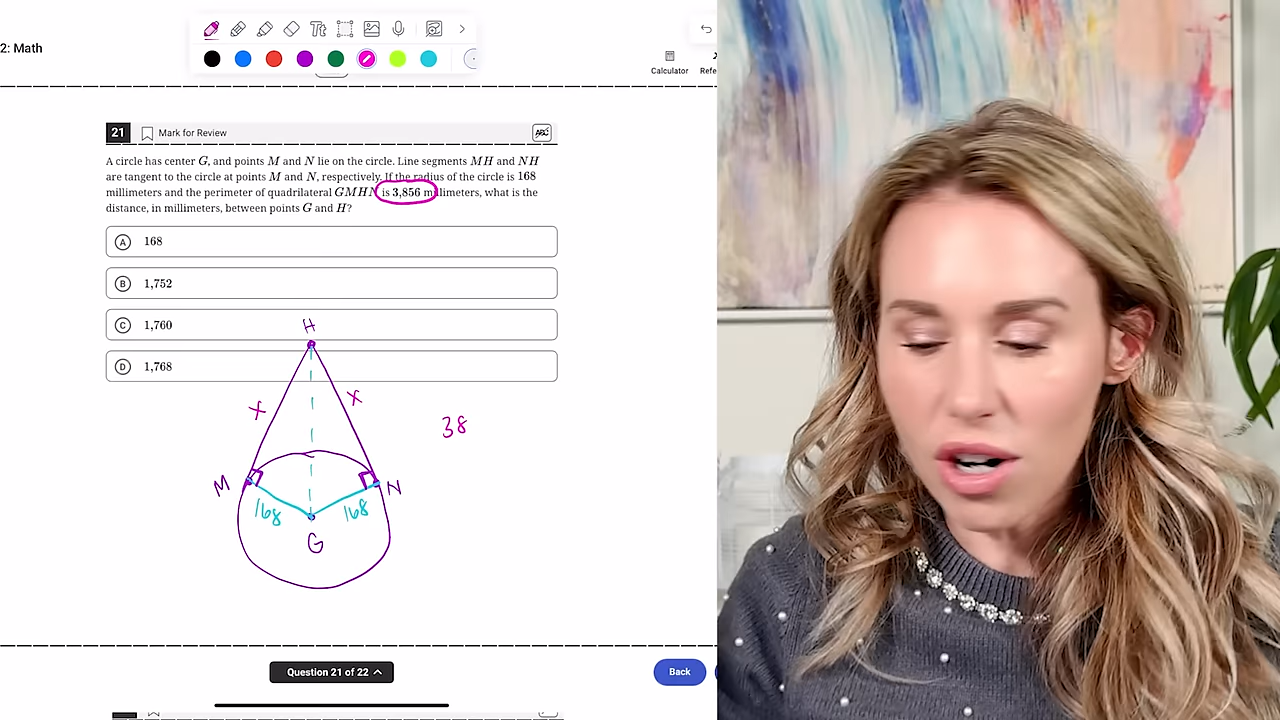 2: Math
Tt
Calculator
Refe
21
Mark for Review
ABC
A circle has center G, and points M and N lie on the circle. Line segments MH and NH
are tangent to the circle at points M and N, respectively. If the radius of the circle is 168
millimeters and the perimeter of quadrilateral GMHN is 3,856 millimeters, what is the
distance, in millimeters, between points G and H?
A 168
B 1,752
C 1,760
D 1,768
H
x
x
38
M
N
168
168
G
Question 21 of 22
Back